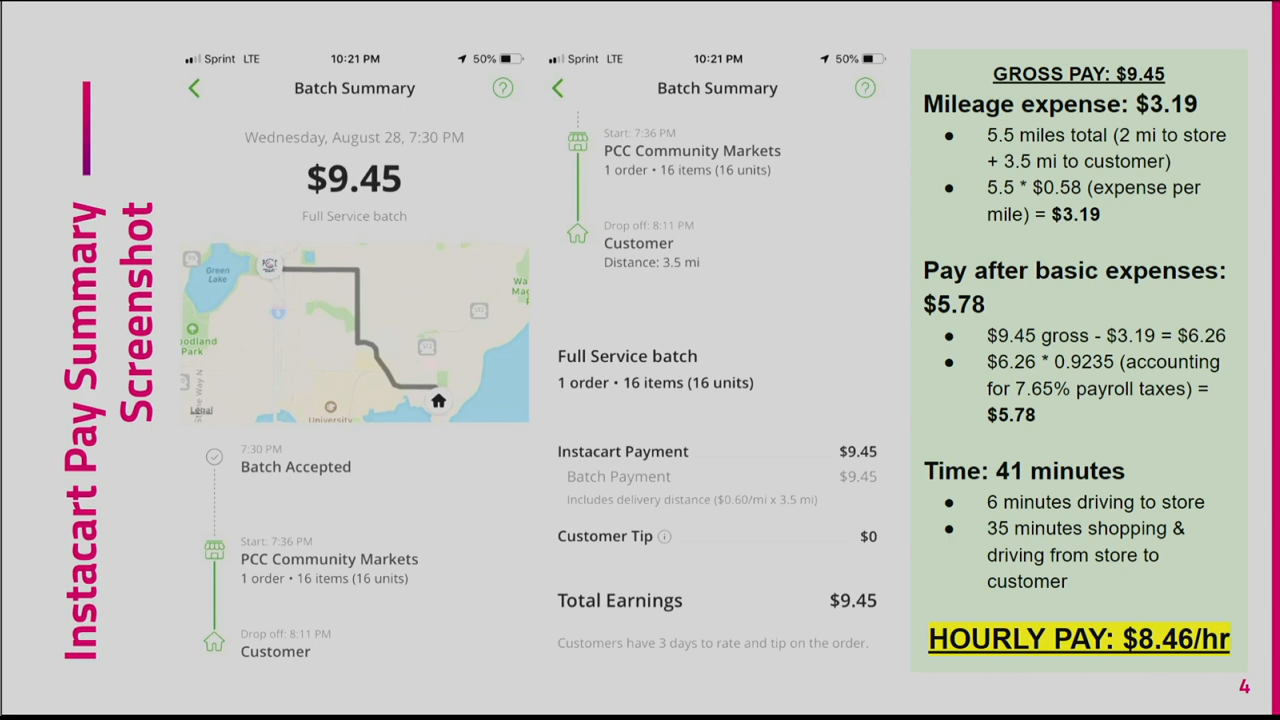 Instacart Pay Summary
Screenshot
Sprint LTE
10:21 PM
50%
Batch Summary
?
Wednesday, August 28, 7:30 PM
$9.45
Full Service batch
Green
Lake
Park
University
Legal
7:30 PM
Batch Accepted
Start: 7:36 PM
PCC Community Markets
1 order • 16 items (16 units)
Drop off: 8:11 PM
Customer
Sprint LTE
10:21 PM
50%
Batch Summary
?
Start: 7:36 PM
PCC Community Markets
1 order • 16 items (16 units)
Drop off: 8:11 PM
Customer
Distance: 3.5 mi
Full Service batch
1 order • 16 items (16 units)
Instacart Payment $9.45
Batch Payment $9.45
Includes delivery distance ($0.60/mi x 3.5 mi)
Customer Tip $0
Total Earnings $9.45
Customers have 3 days to rate and tip on the order.
GROSS PAY: $9.45
Mileage expense: $3.19
● 5.5 miles total (2 mi to store
+ 3.5 mi to customer)
● 5.5 * $0.58 (expense per
mile) = $3.19
Pay after basic expenses:
$5.78
● $9.45 gross - $3.19 = $6.26
● $6.26 * 0.9235 (accounting
for 7.65% payroll taxes) =
$5.78
Time: 41 minutes
● 6 minutes driving to store
● 35 minutes shopping &
driving from store to
customer
HOURLY PAY: $8.46/hr
4